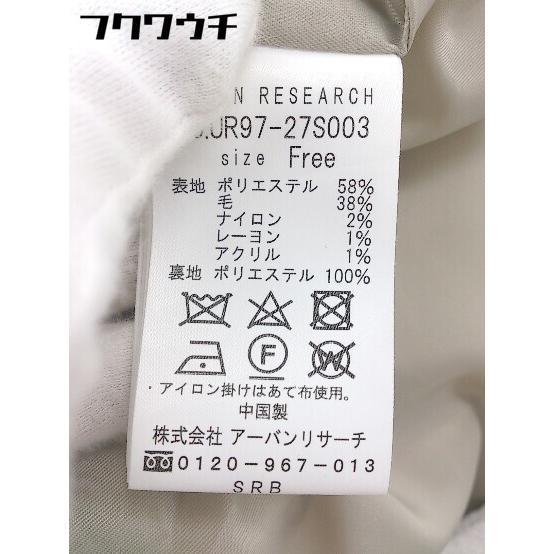 フクワウチ
N RESEARCH
.UR97-27S003
size Free
表地 ポリエステル 58%
毛 38%
ナイロン 2%
レーヨン 1%
アクリル 1%
裏地 ポリエステル 100%
F
W
・アイロン掛けはあて布使用。
中国製
株式会社 アーバンリサーチ
0120-967-013
SRB